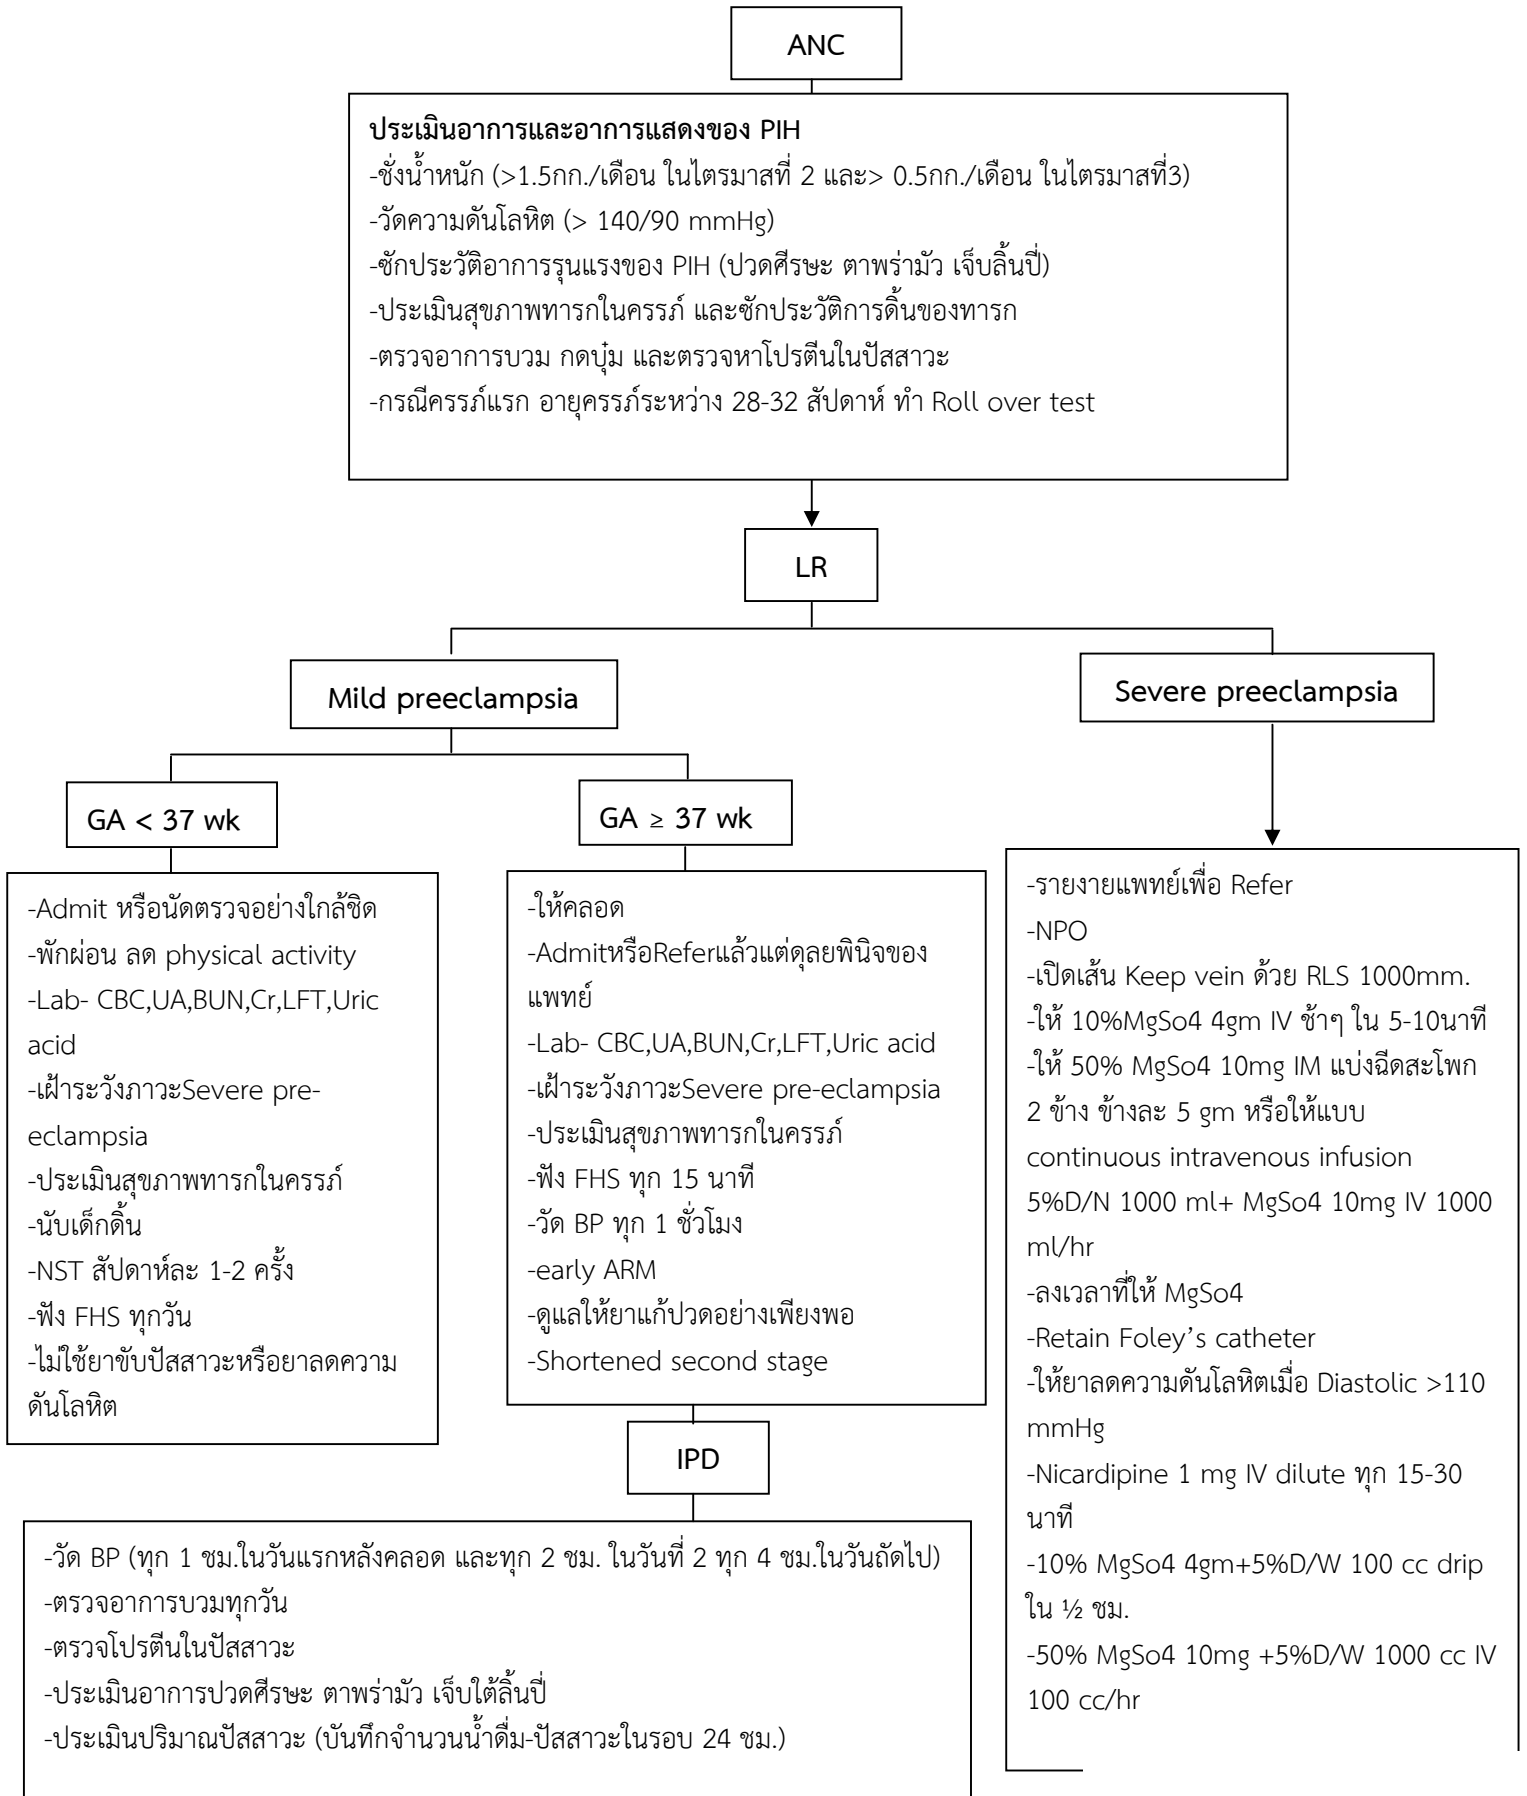 ANC
ประเมินอาการและอาการแสดงของ PIH
-ชั่งน้ำหนัก (>1.5กก./เดือน ในไตรมาสที่ 2 และ> 0.5กก./เดือน ในไตรมาสที่3)
-วัดความดันโลหิต (> 140/90 mmHg)
-ซักประวัติอาการรุนแรงของ PIH (ปวดศีรษะ ตาพร่ามัว เจ็บลิ้นปี่)
-ประเมินสุขภาพทารกในครรภ์ และซักประวัติการดิ้นของทารก
-ตรวจอาการบวม กดบุ๋ม และตรวจหาโปรตีนในปัสสาวะ
-กรณีครรภ์แรก อายุครรภ์ระหว่าง 28-32 สัปดาห์ ทำ Roll over test
LR
Mild preeclampsia
Severe preeclampsia
GA < 37 wk
GA ≥ 37 wk
-Admit หรือนัดตรวจอย่างใกล้ชิด
-พักผ่อน ลด physical activity
-Lab- CBC,UA,BUN,Cr,LFT,Uric
acid
-เฝ้าระวังภาวะSevere pre-
eclampsia
-ประเมินสุขภาพทารกในครรภ์
-นับเด็กดิ้น
-NST สัปดาห์ละ 1-2 ครั้ง
-ฟัง FHS ทุกวัน
-ไม่ใช้ยาขับปัสสาวะหรือยาลดความ
ดันโลหิต
-ให้คลอด
-AdmitหรือReferแล้วแต่ดุลยพินิจของ
แพทย์
-Lab- CBC,UA,BUN,Cr,LFT,Uric acid
-เฝ้าระวังภาวะSevere pre-eclampsia
-ประเมินสุขภาพทารกในครรภ์
-ฟัง FHS ทุก 15 นาที
-วัด BP ทุก 1 ชั่วโมง
-early ARM
-ดูแลให้ยาแก้ปวดอย่างเพียงพอ
-Shortened second stage
-รายงายแพทย์เพื่อ Refer
-NPO
-เปิดเส้น Keep vein ด้วย RLS 1000mm.
-ให้ 10%MgSo4 4gm IV ช้าๆ ใน 5-10นาที
-ให้ 50% MgSo4 10mg IM แบ่งฉีดสะโพก
2 ข้าง ข้างละ 5 gm หรือให้แบบ
continuous intravenous infusion
5%D/N 1000 ml+ MgSo4 10mg IV 1000
ml/hr
-ลงเวลาที่ให้ MgSo4
-Retain Foley’s catheter
-ให้ยาลดความดันโลหิตเมื่อ Diastolic >110
mmHg
-Nicardipine 1 mg IV dilute ทุก 15-30
นาที
-10% MgSo4 4gm+5%D/W 100 cc drip
ใน ½ ชม.
-50% MgSo4 10mg +5%D/W 1000 cc IV
100 cc/hr
IPD
-วัด BP (ทุก 1 ชม.ในวันแรกหลังคลอด และทุก 2 ชม. ในวันที่ 2 ทุก 4 ชม.ในวันถัดไป)
-ตรวจอาการบวมทุกวัน
-ตรวจโปรตีนในปัสสาวะ
-ประเมินอาการปวดศีรษะ ตาพร่ามัว เจ็บใต้ลิ้นปี่
-ประเมินปริมาณปัสสาวะ (บันทึกจำนวนน้ำดื่ม-ปัสสาวะในรอบ 24 ชม.)